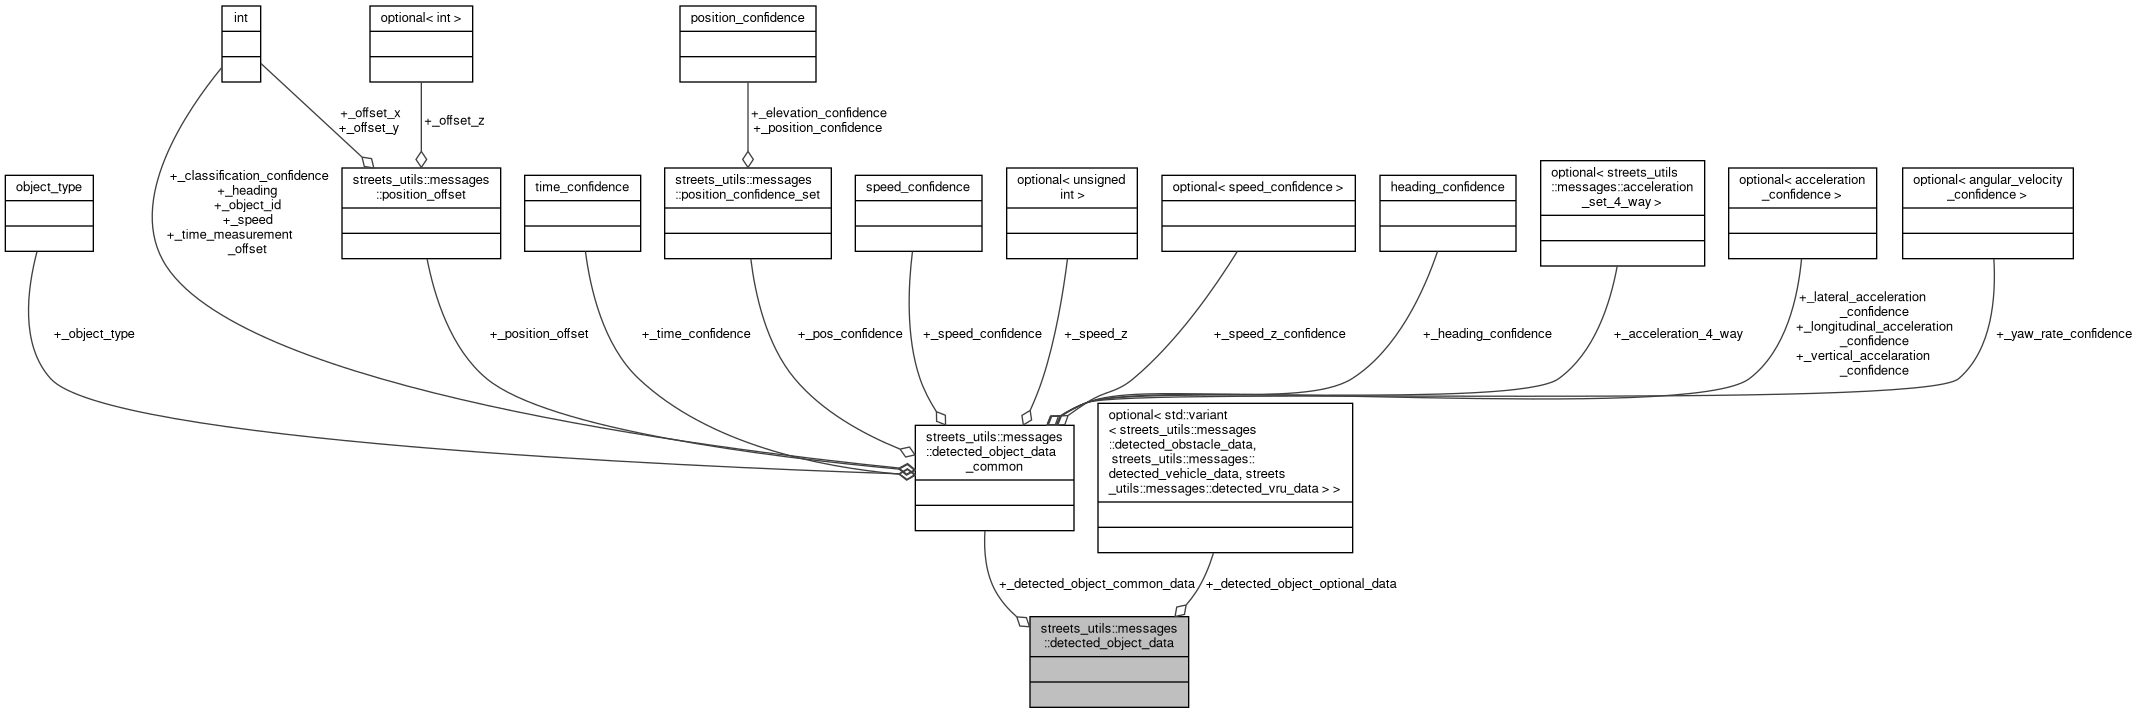 int
optional< int >
position_confidence
+_offset_x
+_offset_y
+_offset_z
+_elevation_confidence
+_position_confidence
object_type
+_classification_confidence
+_heading
+_object_id
+_speed
+_time_measurement
_offset
streets_utils::messages
::position_offset
time_confidence
streets_utils::messages
::position_confidence_set
speed_confidence
optional< unsigned
int >
optional< speed_confidence >
heading_confidence
optional< streets_utils
::messages::acceleration
_set_4_way >
optional< acceleration
_confidence >
optional< angular_velocity
_confidence >
+_object_type
+_position_offset
+_time_confidence
+_pos_confidence
+_speed_confidence
+_speed_z
+_speed_z_confidence
+_heading_confidence
+_acceleration_4_way
+_lateral_acceleration
_confidence
+_longitudinal_acceleration
_confidence
+_vertical_accelaration
_confidence
+_yaw_rate_confidence
streets_utils::messages
::detected_object_data
_common
optional< std::variant
< streets_utils::messages
::detected_obstacle_data,
streets_utils::messages::
detected_vehicle_data, streets
_utils::messages::detected_vru_data > >
+_detected_object_common_data
+_detected_object_optional_data
streets_utils::messages
::detected_object_data